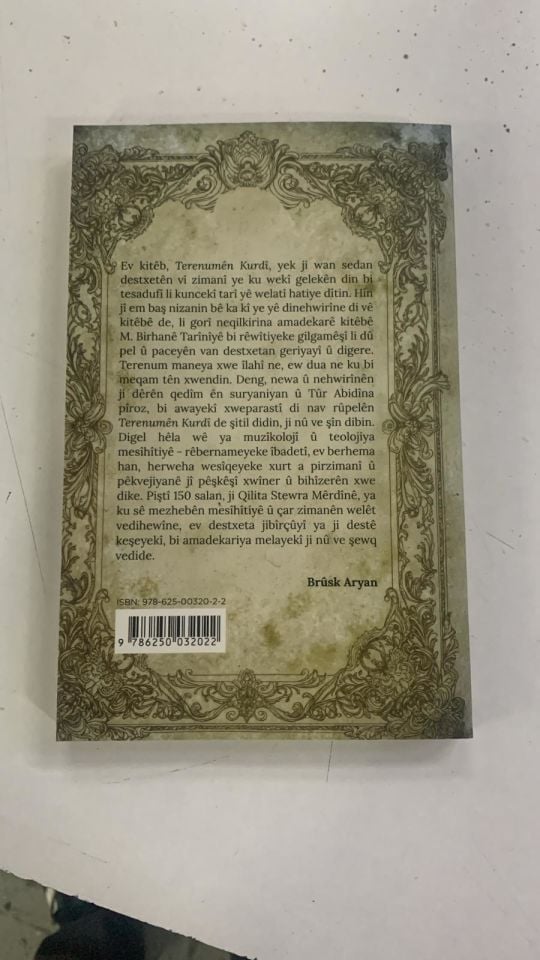 Ev kitêb, Terenumên Kurdî, yek ji wan sedan
destxetên vî zimanî ye ku wekî gelekên din bi
tesadufî li kuncekî tarî yê welatî hatiye dîtin. Hîn
jî em baş nizanin bê ka kî ye yê dinehwirîne di vê
kitêbê de, li gorî neqilkirina amadekarê kitêbê
M. Birhanê Tarînîyê bi rêwîtiyeke gilgamêşî li dû
pel û paceyên van destxetan geriyayî û digere.
Terenum maneya xwe îlahî ne, ew dua ne ku bi
meqam tên xwendin. Deng, newa û nehwirînên
ji dêrên qedîm ên suryaniyan û Tûr Abidîna
pîroz, bi awayekî xweparastî di nav rûpelên
Terenumên Kurdî de şitil didin, ji nû ve şîn dibin.
Digel hêla wê ya muzîkolojî û teolojiya
mesîhîtiyê - rêbernameyeke îbadetî, ev berhema
han, herweha wesîqeyeke xurt a pirzimanî û
pêkvejiyanê jî pêşkêşî xwîner û bihîzerên xwe
dike. Piştî 150 salan, ji Qilita Stewra Mêrdînê, ya
ku sê mezhebên mesîhîtiyê û çar zimanên welêt
vedihewîne, ev destxeta jibîrçûyî ya ji destê
keşeyekî, bi amadekariya melayekî ji nû ve şewq
vedide.
Brûsk Aryan
ISBN: 978-625-00320-2-2
9 786250 032022